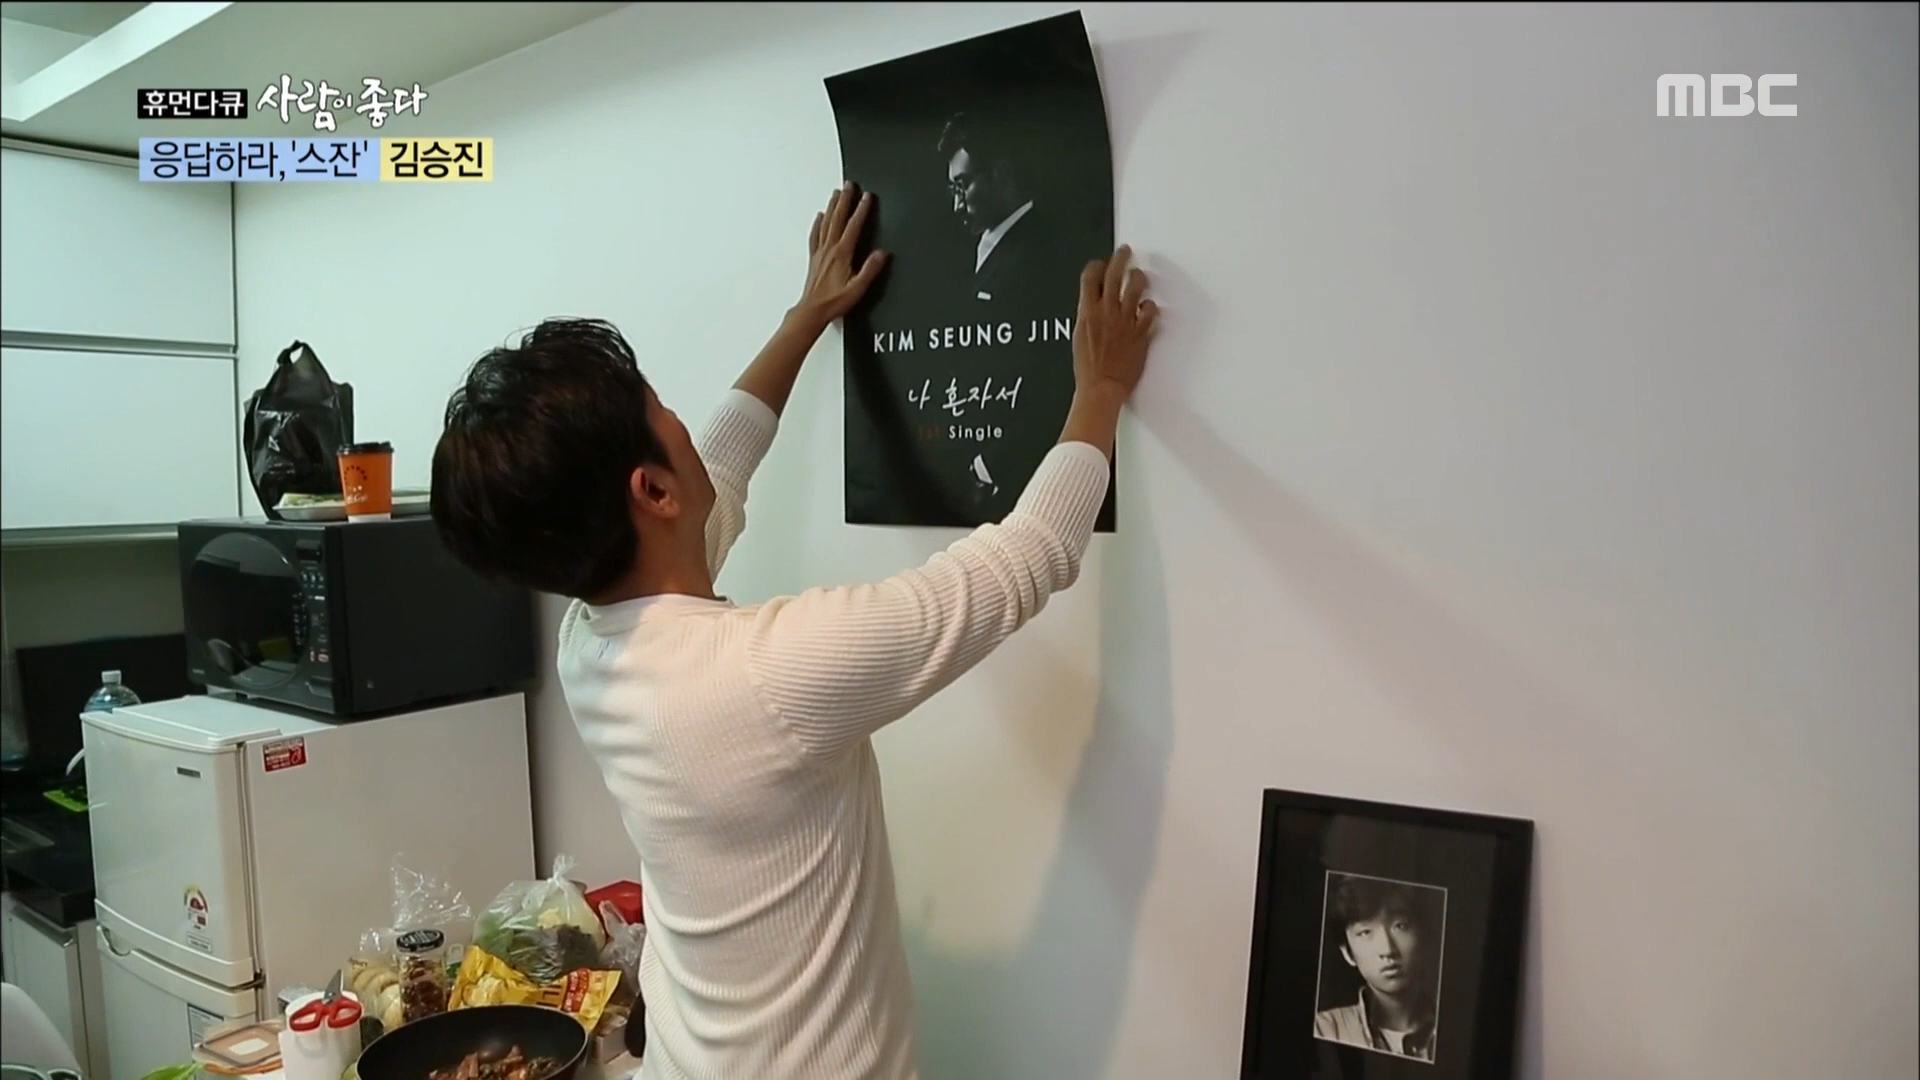 휴먼다큐 사람이 좋다
MBC
응답하라, '스잔' 김승진
KIM SEUNG JIN
나 혼자서
1st Single